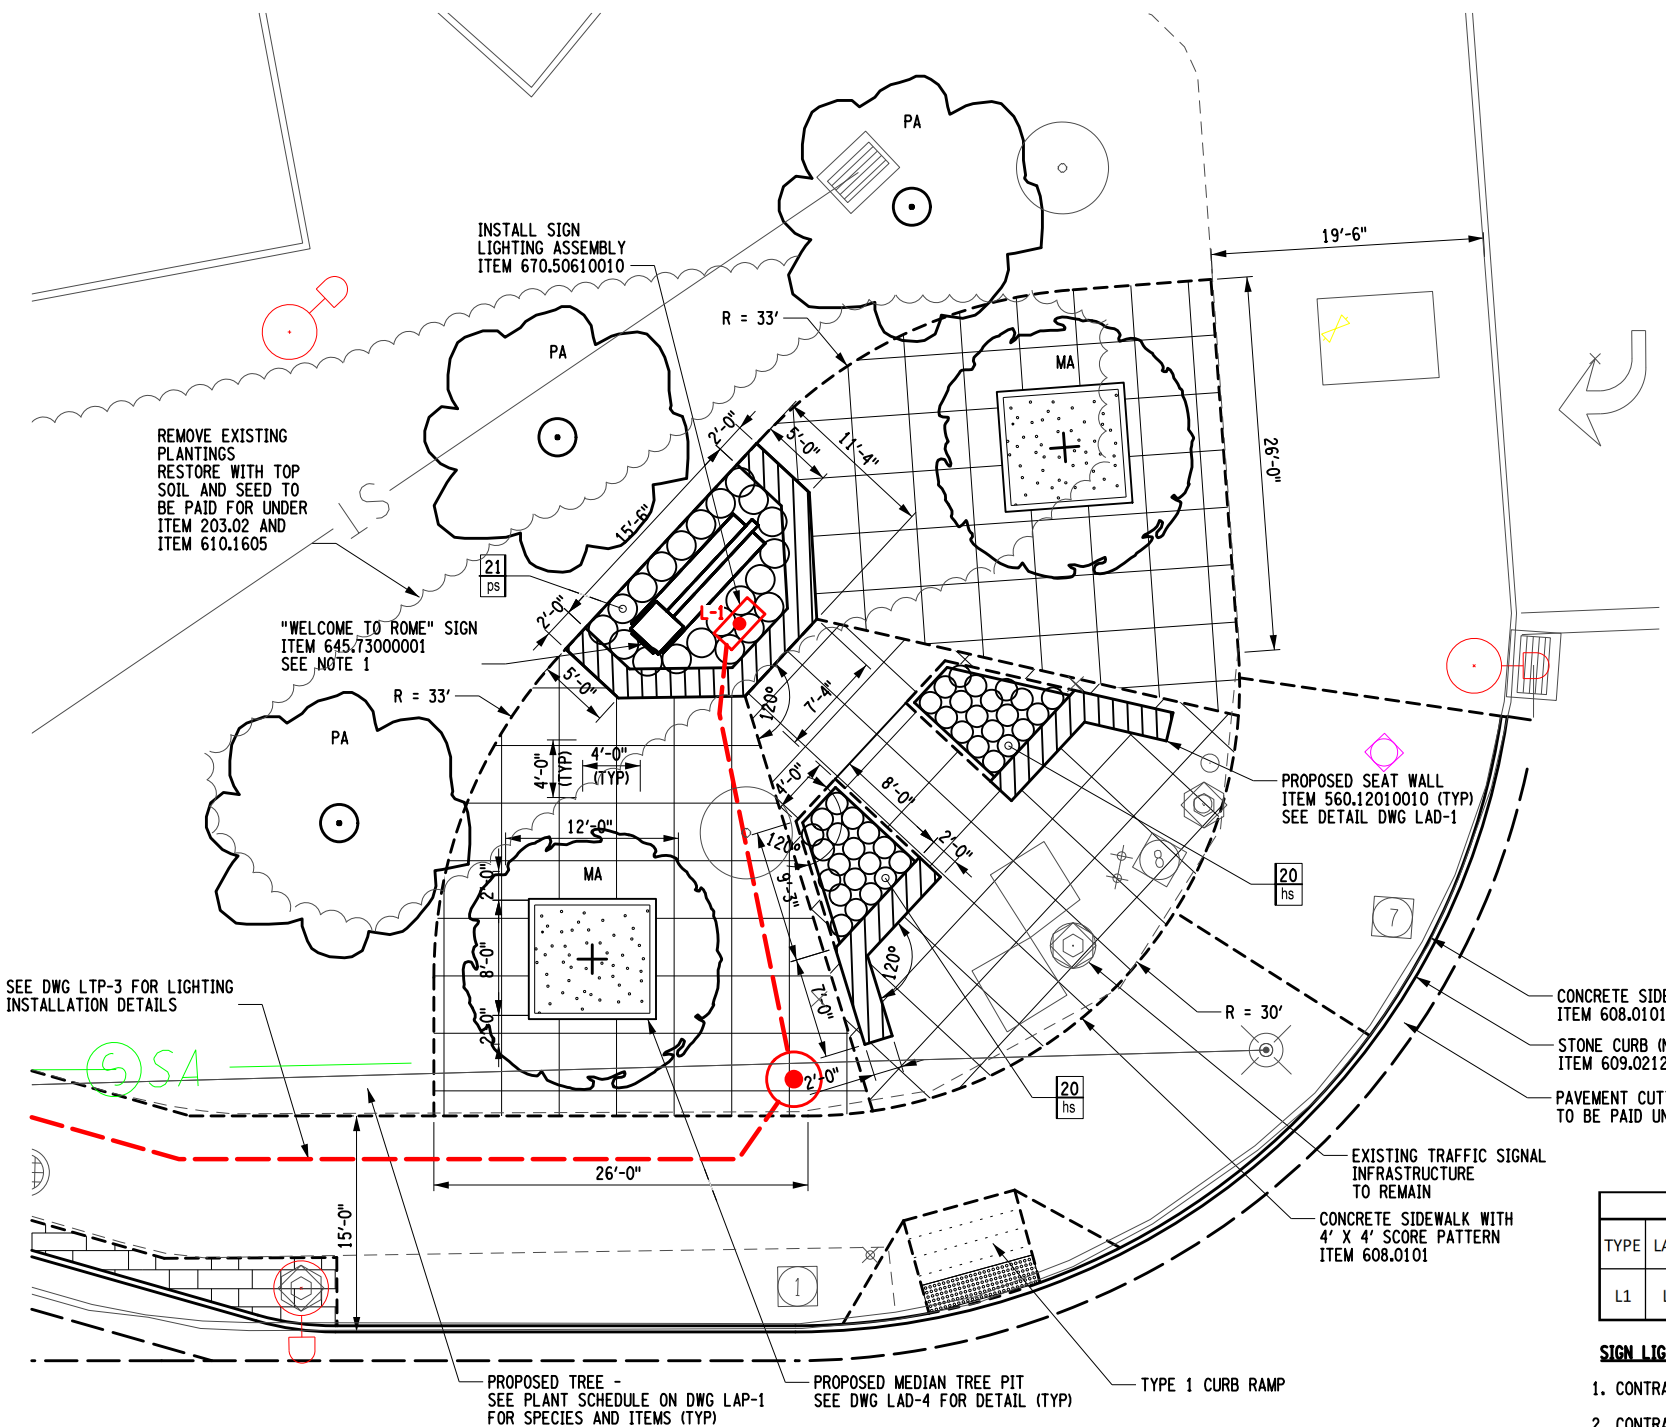 PA
INSTALL SIGN
LIGHTING ASSEMBLY
ITEM 670.50610010
19'-6"
R = 33'
PA
MA
REMOVE EXISTING
PLANTINGS
RESTORE WITH TOP
SOIL AND SEED TO
BE PAID FOR UNDER
ITEM 203.02 AND
ITEM 610.1605
2'-0"
5'-0"
11'-4"
26'-0"
ST
15'-6"
21
ps
L-1
2'-0"
"WELCOME TO ROME" SIGN
ITEM 645.73000001
SEE NOTE 1
5'-0"
R = 33'
120°
7'-4"
PA
4'-0"
(TYP)
4'-0"
(TYP)
4'-0"
8'-0"
PROPOSED SEAT WALL
ITEM 560.12010010 (TYP)
SEE DETAIL DWG LAD-1
12'-0"
120°
2'-0"
8
MA
2'-0"
9'-3"
20
hs
7
8'-0"
120°
SEE DWG LTP-3 FOR LIGHTING
INSTALLATION DETAILS
7'-0"
R = 30'
CONCRETE SIDE
ITEM 608.0101
2'-0"
STONE CURB (M
ITEM 609.0212
S SA
2'-0"
20
hs
PAVEMENT CUT
TO BE PAID UN
EXISTING TRAFFIC SIGNAL
INFRASTRUCTURE
TO REMAIN
26'-0"
15'-0"
CONCRETE SIDEWALK WITH
4' X 4' SCORE PATTERN
ITEM 608.0101
TYPE LA
1
L1 L
SIGN LIG
PROPOSED TREE -
SEE PLANT SCHEDULE ON DWG LAP-1
FOR SPECIES AND ITEMS (TYP)
PROPOSED MEDIAN TREE PIT
SEE DWG LAD-4 FOR DETAIL (TYP)
TYPE 1 CURB RAMP
1. CONTRA
2. CONTRA